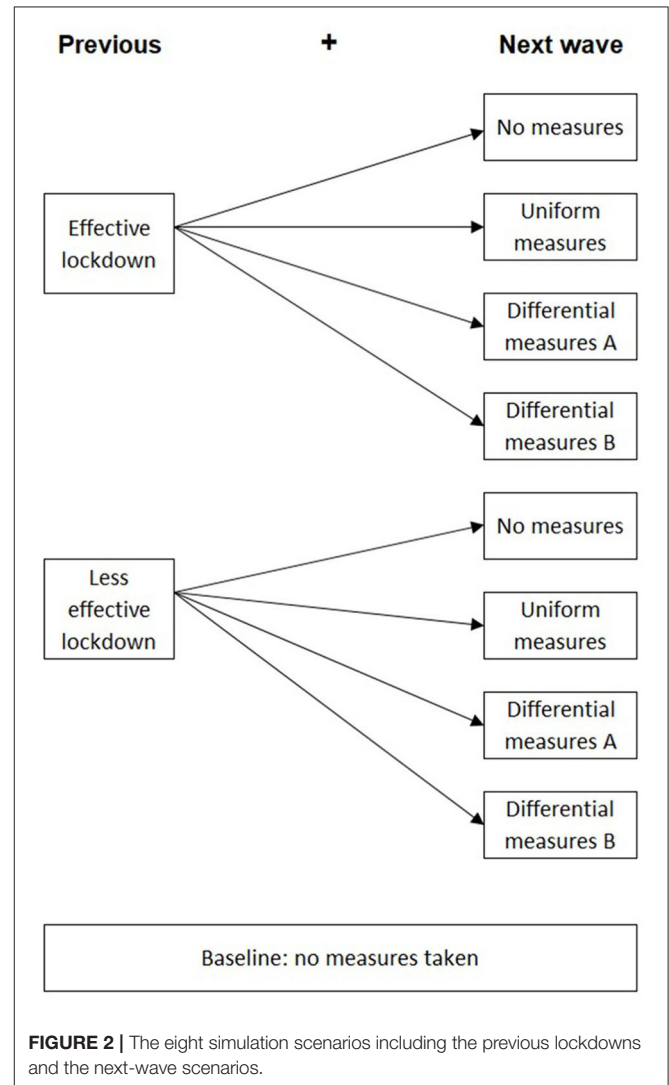 Previous + Next wave
No measures
Effective
lockdown
Uniform
measures
Differential
measures A
Differential
measures B
No measures
Less
effective
lockdown
Uniform
measures
Differential
measures A
Differential
measures B
Baseline: no measures taken
FIGURE 2 | The eight simulation scenarios including the previous lockdowns
and the next-wave scenarios.